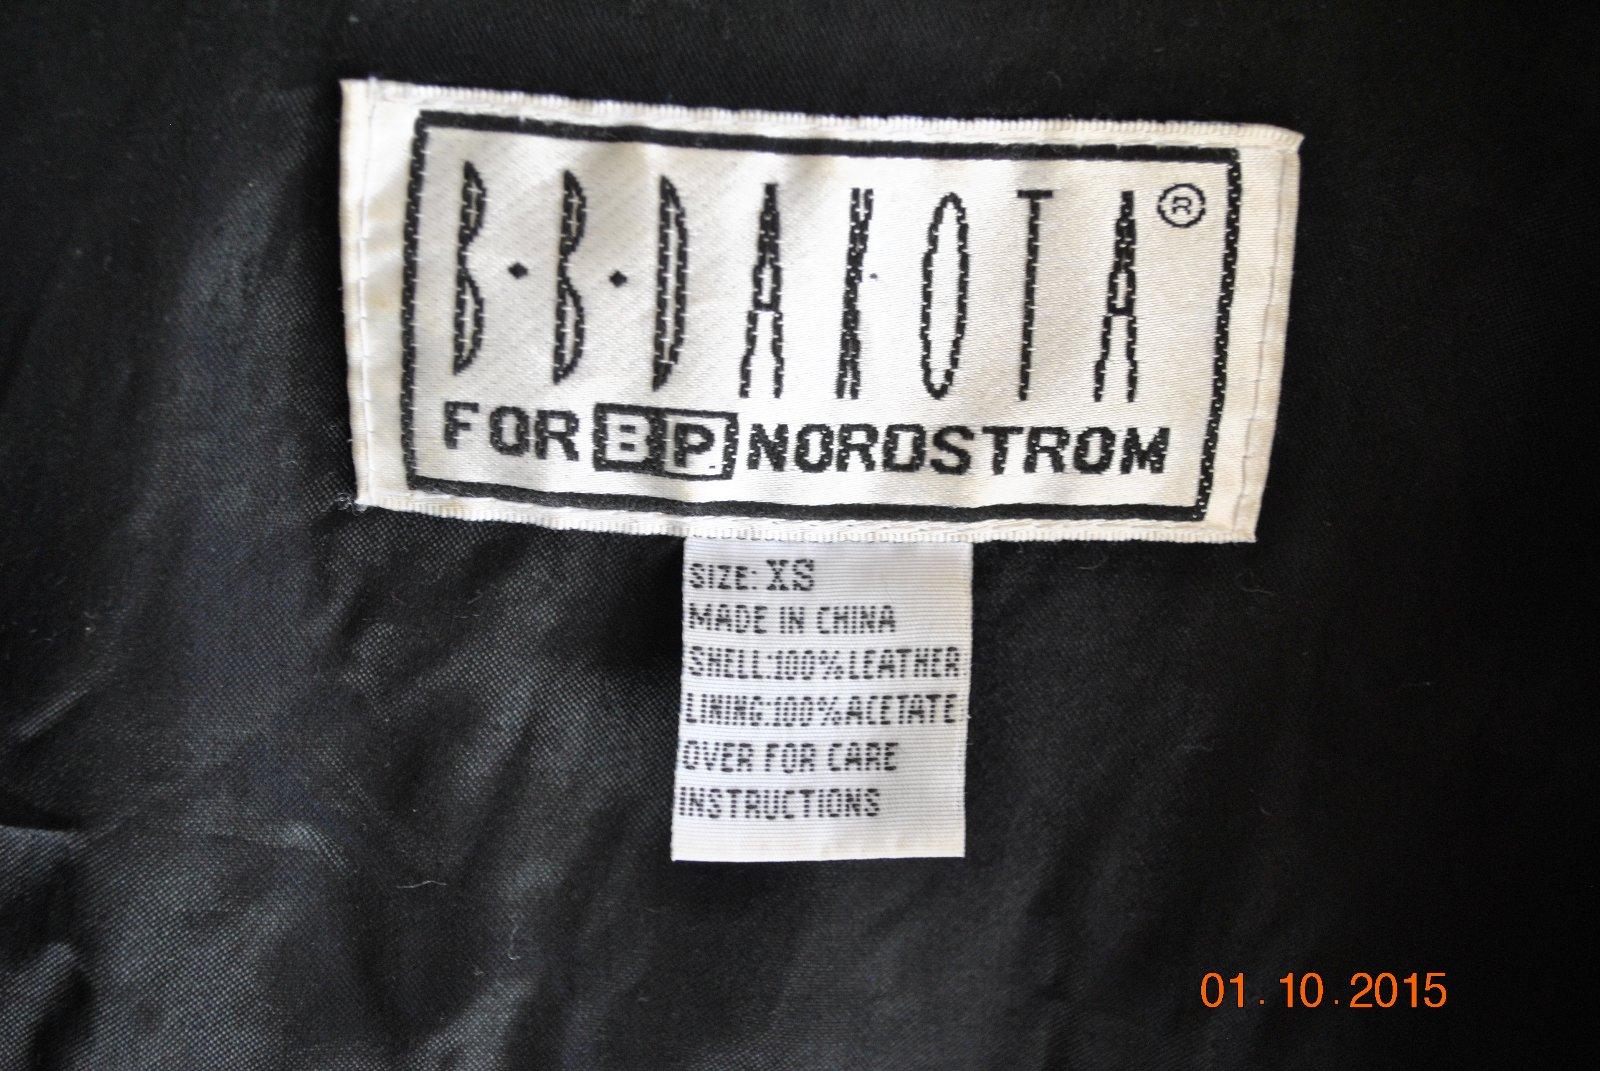 B·B·DAKOTA®
FOR BP NORDSTROM
SIZE: XS
MADE IN CHINA
SHELL:100%LEATHER
LINING:100%ACETATE
OVER FOR CARE
INSTRUCTIONS
01.10.2015